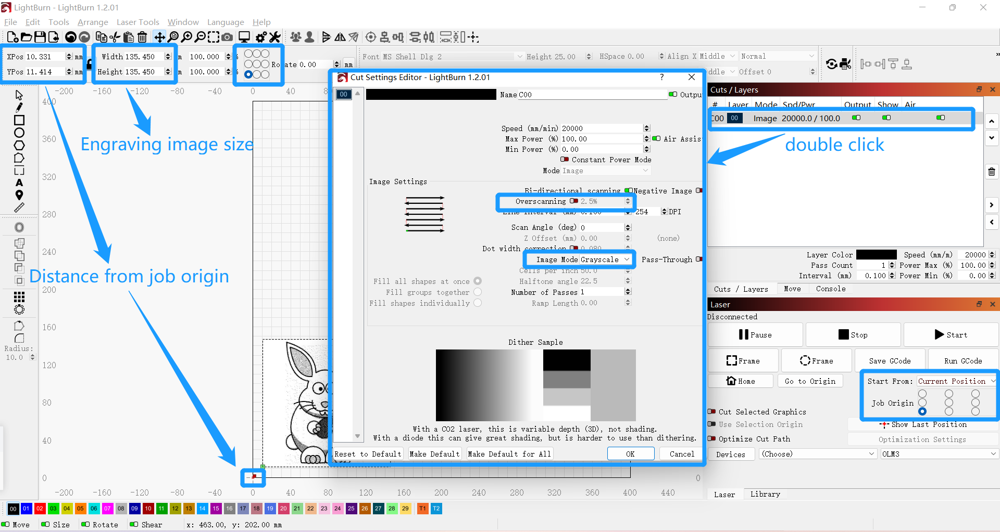 LightBurn - LightBurn 1.2.01
File Edit Tools Arrange Laser Tools Window Language Help
XPos 10.331 mm Width 135.450 100.000 Rotate 0.00 mm
YPos 11.414 mm Height 135.450 100.000
Font MS Shell Dlg 2 Height 25.00 HSpace 0.00 Align X Middle Normal
Offset 0
-200 -160 -120 -80 -40 0 40
400
360
320
280
240
200
160
120
80
40
0
Engraving image size
Distance from job origin
double click
Radius:
10.0
Cut Settings Editor - LightBurn 1.2.01 ?
00
Name C00
Speed (mm/min) 20000
Max Power (%) 100.00
Min Power (%) 0.00
Constant Power Mode
Mode Image
Image Settings
Bi-directional scanning Negative Image
Overscanning 2.5%
Line Interval (mm) 0.100 254 DPI
Scan Angle (deg) 0
Z Offset (mm) 0.00 (none)
Dot width correction 0.080
Image Mode Grayscale Pass-Through
Cells per inch 50.0
Fill all shapes at once Halftone angle 22.5
Fill groups together Number of Passes 1
Fill shapes individually Ramp Length 0.00
Dither Sample
With a CO2 laser, this is variable depth (3D), not shading.
With a diode this can give great shading, but is harder to use than dithering.
Reset to Default Make Default Make Default for All OK Cancel
Cuts / Layers
# Layer Mode Spd/Pwr Output Show Air
C00 00 Image 20000.0 / 100.0
Layer Color Speed (mm/m) 20000
Pass Count 1 Power Max (%) 100.00
Interval (mm) 0.100 Power Min (%) 0.00
Cuts / Layers Move Console
Laser
Disconnected
Pause Stop Start
Frame Frame Save GCode Run GCode
Home Go to Origin Start From: Current Position
Job Origin
Cut Selected Graphics
Use Selection Origin Show Last Position
Optimize Cut Path Optimization Settings
Devices (Choose) OLM3
Laser Library
0
-200 -160 -120 -80 -40 0 40 80 120 160 200 240 280 320 360 400 440
00 01 02 03 04 05 06 07 08 09 10 11 12 13 14 15 16 17 18 19 20 21 22 23 24 25 26 27 28 29 T1 T2
Move Size Rotate Shear x: 463.00, y: 202.00 mm